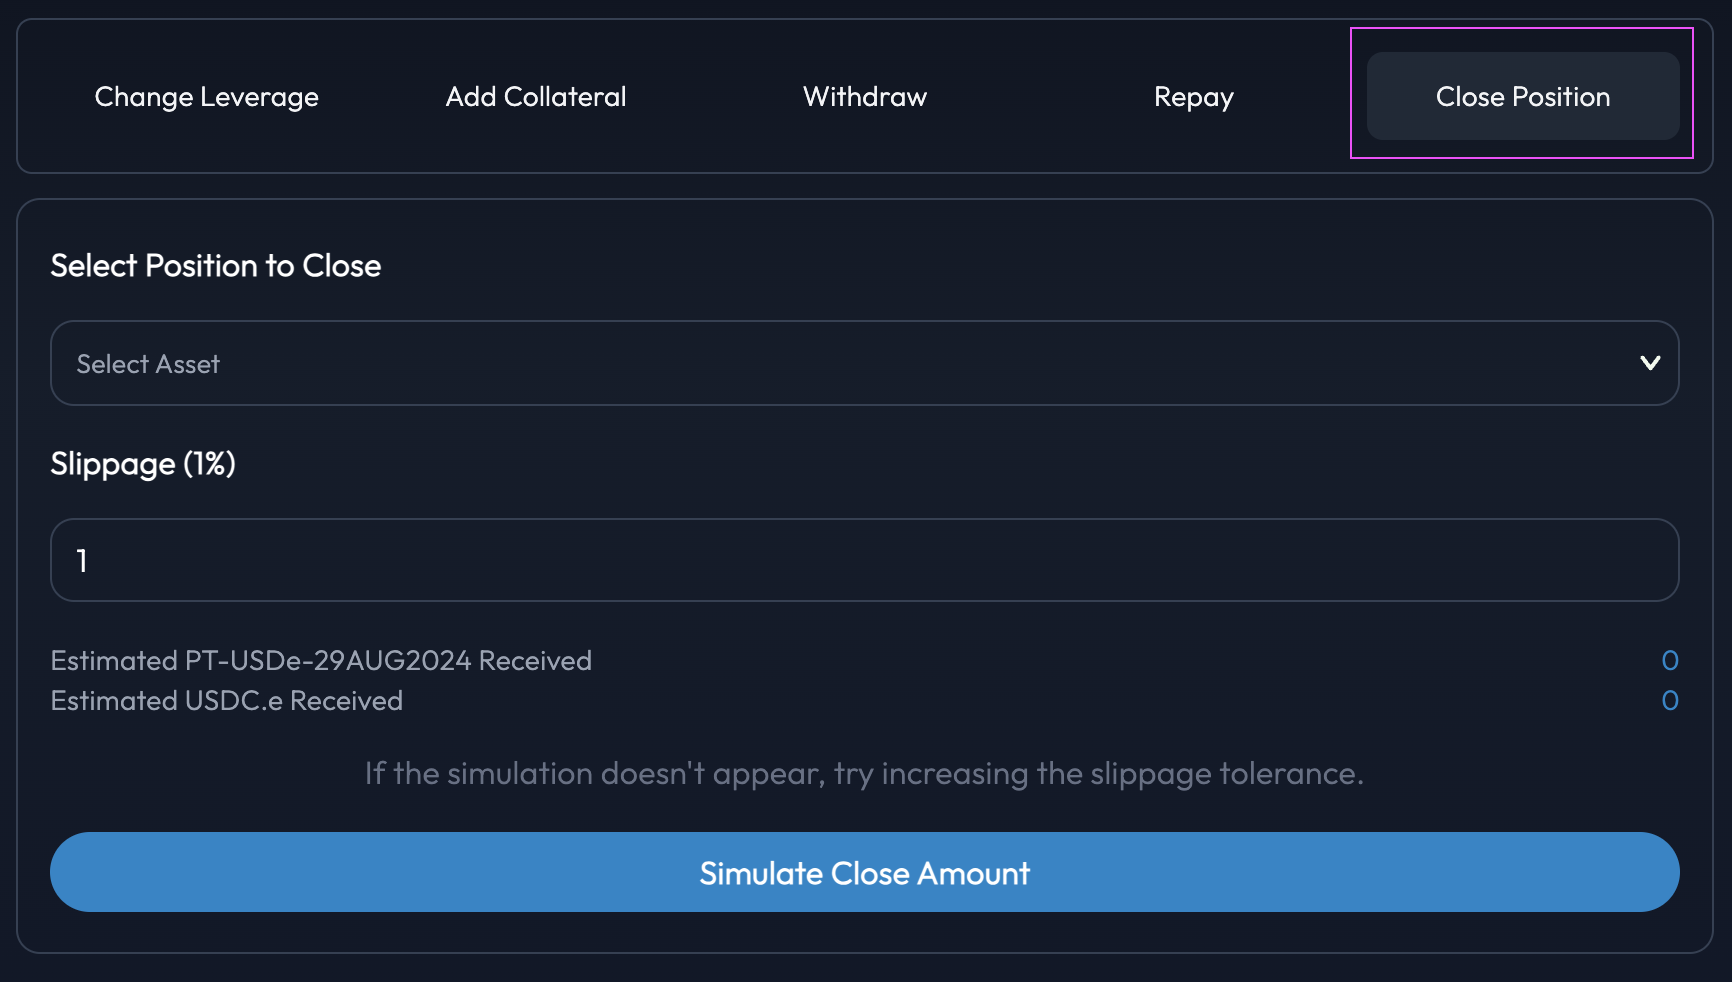 Change Leverage Add Collateral Withdraw Repay Close Position
Select Position to Close
Select Asset
Slippage (1%)
1
Estimated PT-USDe-29AUG2024 Received 0
Estimated USDC.e Received 0
If the simulation doesn't appear, try increasing the slippage tolerance.
Simulate Close Amount